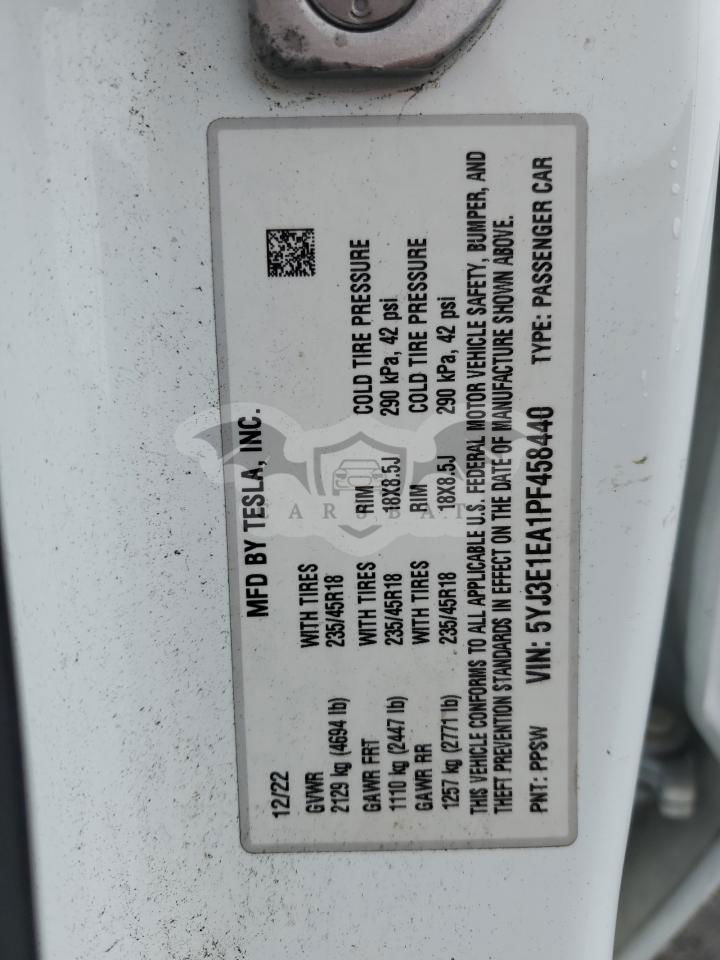 MFD BY TESLA, INC.
12/22
GVWR WITH TIRES
2129 kg (4694 lb) 235/45R18
GAWR FRT WITH TIRES RIM COLD TIRE PRESSURE
1110 kg (2447 lb) 235/45R18 18X8.5J 290 kPa, 42 psi
GAWR RR WITH TIRES RIM COLD TIRE PRESSURE
1257 kg (2771 lb) 235/45R18 18X8.5J 290 kPa, 42 psi
THIS VEHICLE CONFORMS TO ALL APPLICABLE U.S. FEDERAL MOTOR VEHICLE SAFETY, BUMPER, AND
THEFT PREVENTION STANDARDS IN EFFECT ON THE DATE OF MANUFACTURE SHOWN ABOVE.
PNT: PPSW VIN: 5YJ3E1EA1PF458440 TYPE: PASSENGER CAR
CARSBAT